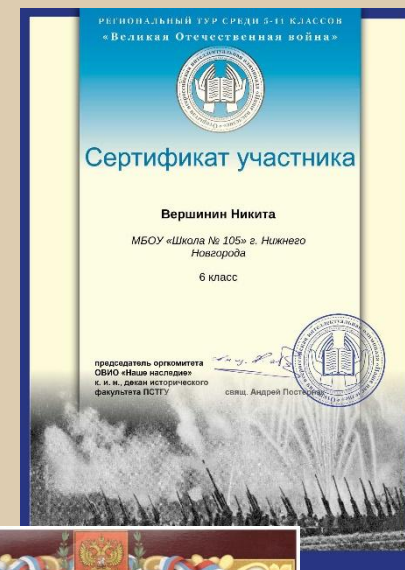 РЕГИОНАЛЬНЫЙ ТУР СРЕДИ 5-11 КЛАССОВ
«Великая Отечественная война»
Сертификат участника
Вершинин Никита
МБОУ «Школа № 105» г. Нижнего
Новгорода
6 класс
председатель оргкомитета
ОВИО «Наше наследие»
к. и. н., декан исторического
факультета ПСТГУ свящ. Андрей Постернак